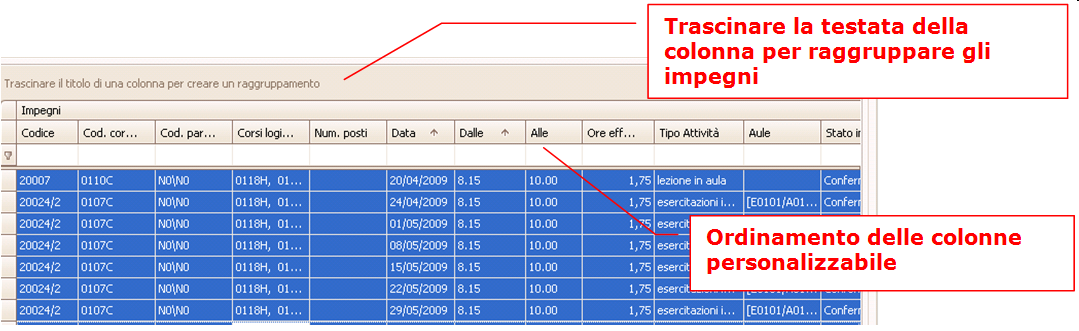 Trascinare la testata della
colonna per raggruppare gli
impegni
Trascinare il titolo di una colonna per creare un raggruppamento
Impegni
Codice Cod. cor... Cod. par... Corsi logi... Num. posti Data Dalle Alle Ore eff... Tipo Attività Aule Stato in
20007 0110C N0\N0 0118H, 01... 20/04/2009 8.15 10.00 1,75 lezione in aula Conferr
20024/2 0107C N0\N0 0118H, 01... 24/04/2009 8.15 10.00 1,75 esercitazioni i... [E0101/A01... Conferr
20024/2 0107C N0\N0 0118H, 01... 01/05/2009 8.15 10.00 1,75 esercitazioni i...
20024/2 0107C N0\N0 0118H, 01... 08/05/2009 8.15 10.00 1,75 esercit
20024/2 0107C N0\N0 0118H, 01... 15/05/2009 8.15 10.00 1,75 esercit
20024/2 0107C N0\N0 0118H, 01... 22/05/2009 8.15 10.00 1,75 esercit
20024/2 0107C N0\N0 0118H, 01... 29/05/2009 8.15 10.00 1,75 esercitazioni i... [E0101/A01... Conferr
Ordinamento delle colonne
personalizzabile